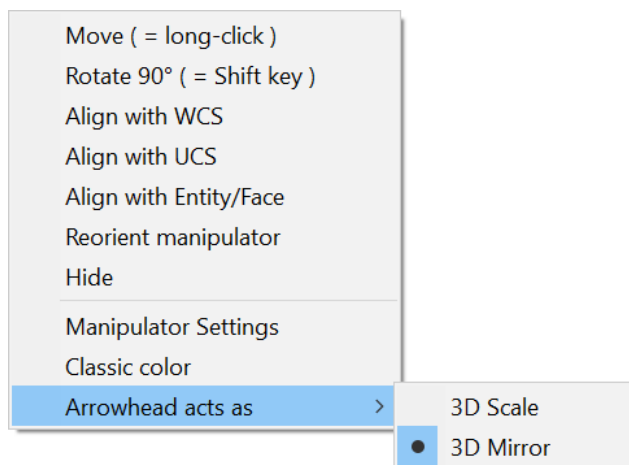 Move ( = long-click )
Rotate 90° ( = Shift key )
Align with WCS
Align with UCS
Align with Entity/Face
Reorient manipulator
Hide
Manipulator Settings
Classic color
Arrowhead acts as
3D Scale
3D Mirror